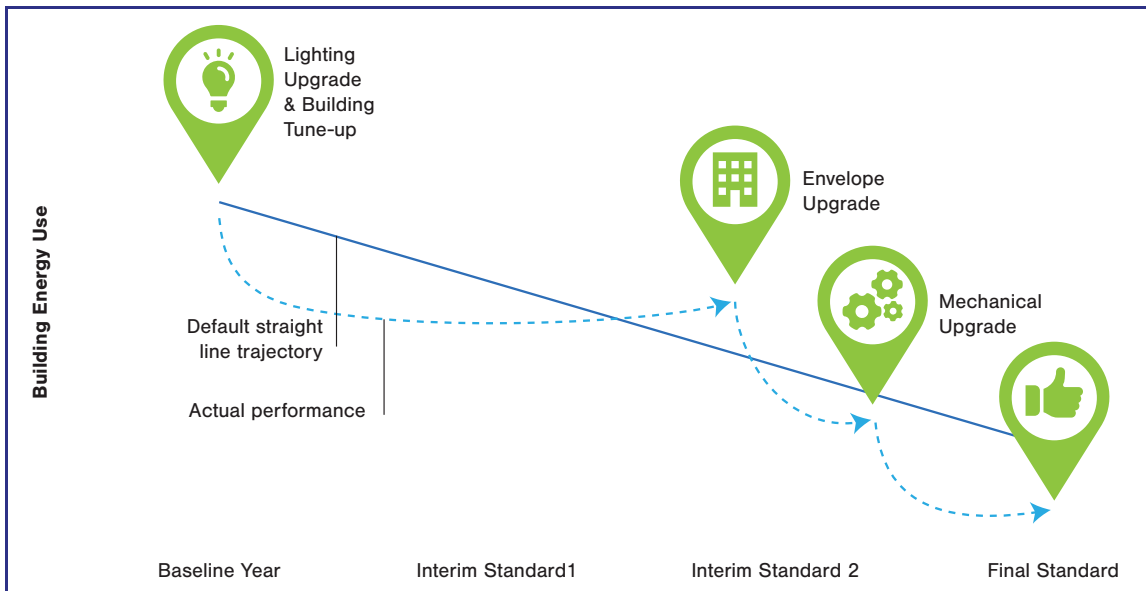 Lighting
Upgrade
& Building
Tune-up
Envelope
Upgrade
Mechanical
Upgrade
Building Energy Use
Default straight
line trajectory
Actual performance
Baseline Year
Interim Standard1
Interim Standard 2
Final Standard